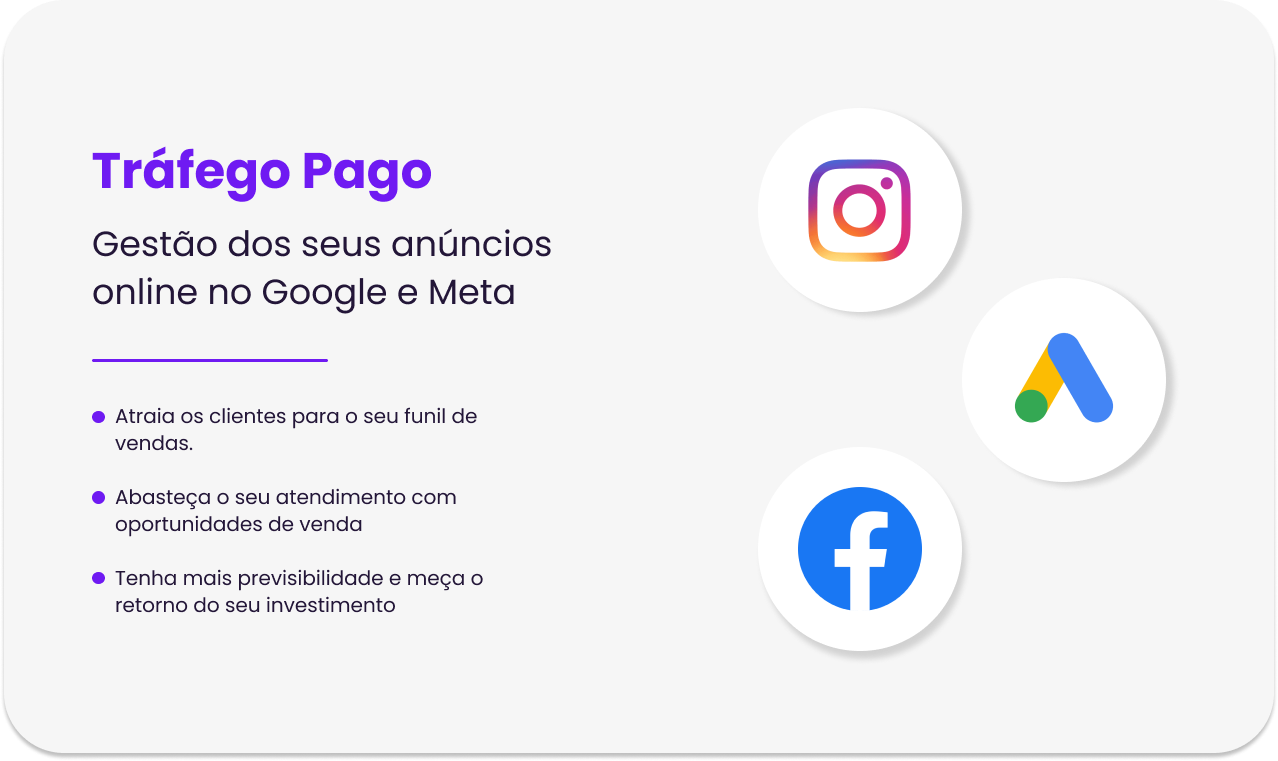 Tráfego Pago
Gestão dos seus anúncios
online no Google e Meta
Atraia os clientes para o seu funil de
vendas.
Abasteça o seu atendimento com
oportunidades de venda
Tenha mais previsibilidade e meça o
retorno do seu investimento